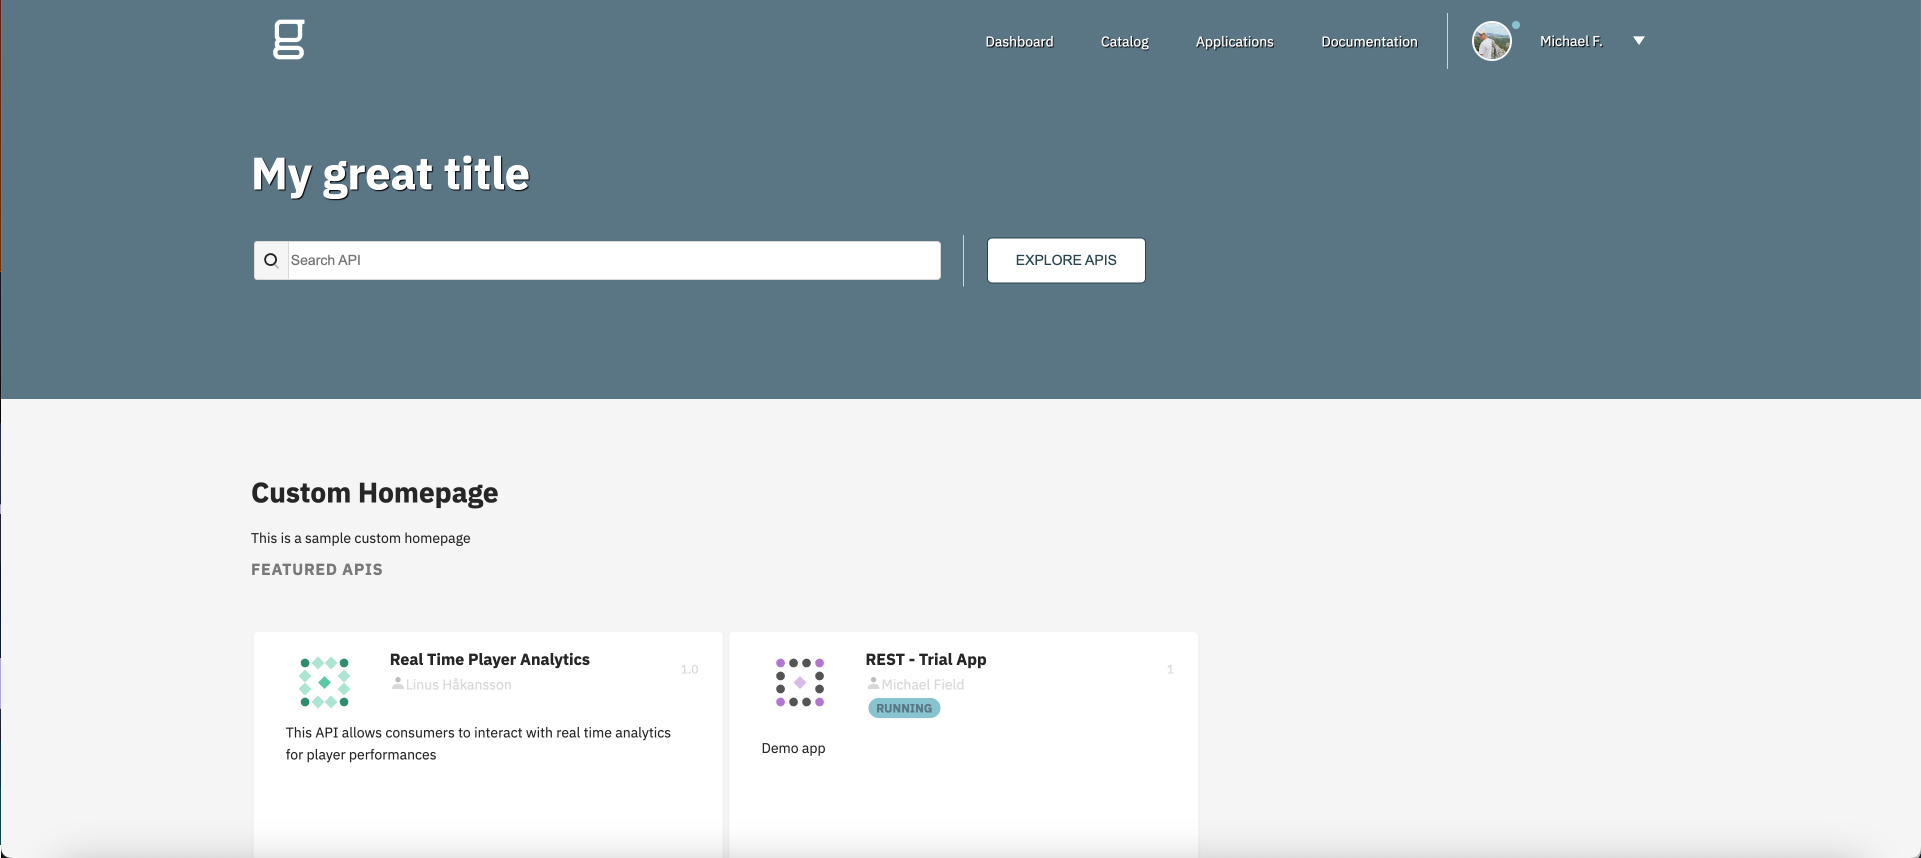 g
Dashboard
Catalog
Applications
Documentation
Michael F.
My great title
Search API
EXPLORE APIS
Custom Homepage
This is a sample custom homepage
FEATURED APIS
Real Time Player Analytics
1.0
Linus Håkansson
This API allows consumers to interact with real time analytics
for player performances
REST - Trial App
1
Michael Field
RUNNING
Demo app